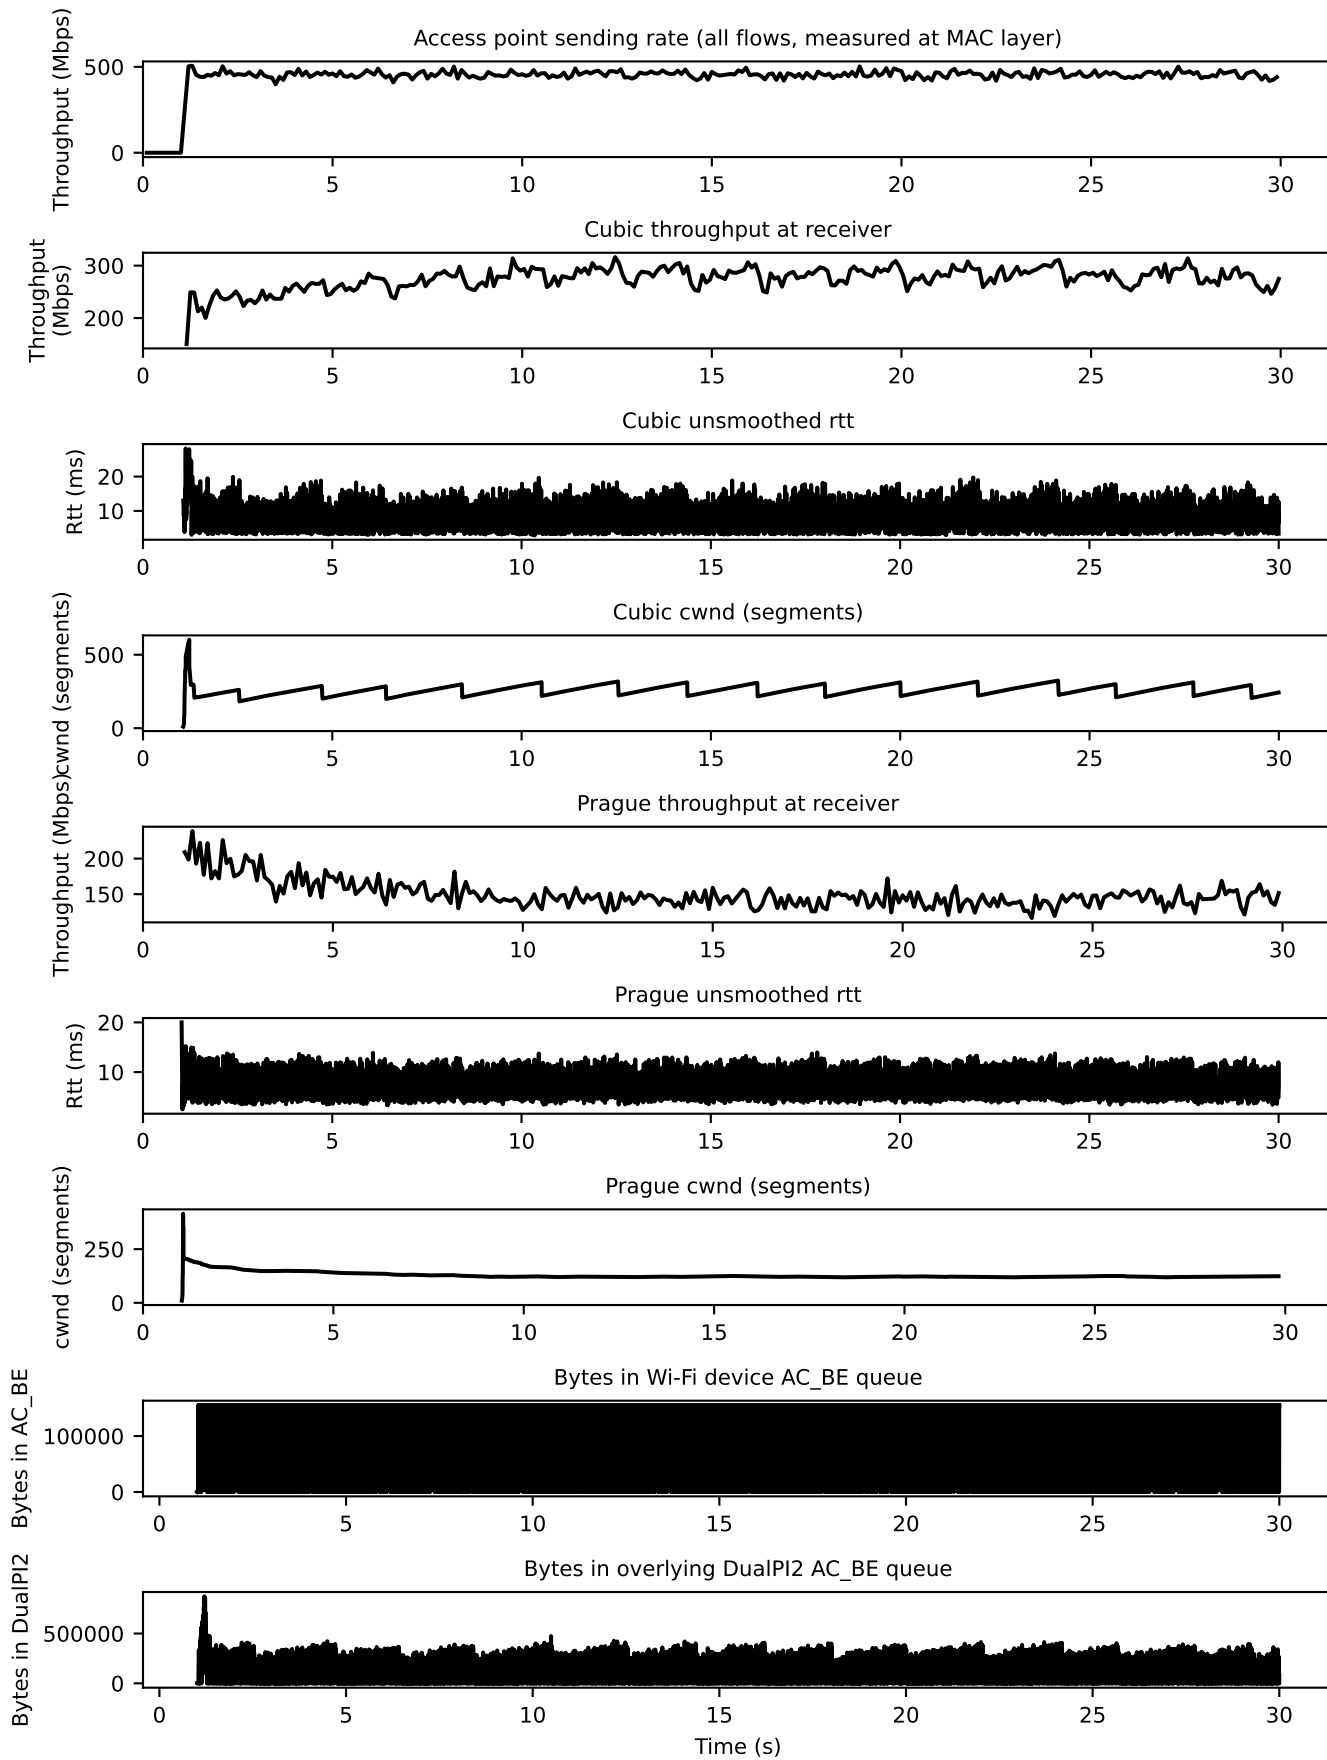 Access point sending rate (all flows, measured at MAC layer)
Throughput (Mbps)
500
0
0 5 10 15 20 25 30
Cubic throughput at receiver
Throughput
(Mbps)
300
200
0 5 10 15 20 25 30
Cubic unsmoothed rtt
Rtt (ms)
20
10
0 5 10 15 20 25 30
Cubic cwnd (segments)
cwnd (segments)
500
0
0 5 10 15 20 25 30
Prague throughput at receiver
Throughput (Mbps)
200
150
0 5 10 15 20 25 30
Prague unsmoothed rtt
Rtt (ms)
20
10
0 5 10 15 20 25 30
Prague cwnd (segments)
cwnd (segments)
250
0
0 5 10 15 20 25 30
Bytes in Wi-Fi device AC_BE queue
Bytes in AC_BE
100000
0
0 5 10 15 20 25 30
Bytes in overlying DualPI2 AC_BE queue
Bytes in DualPI2
500000
0
0 5 10 15 20 25 30
Time (s)